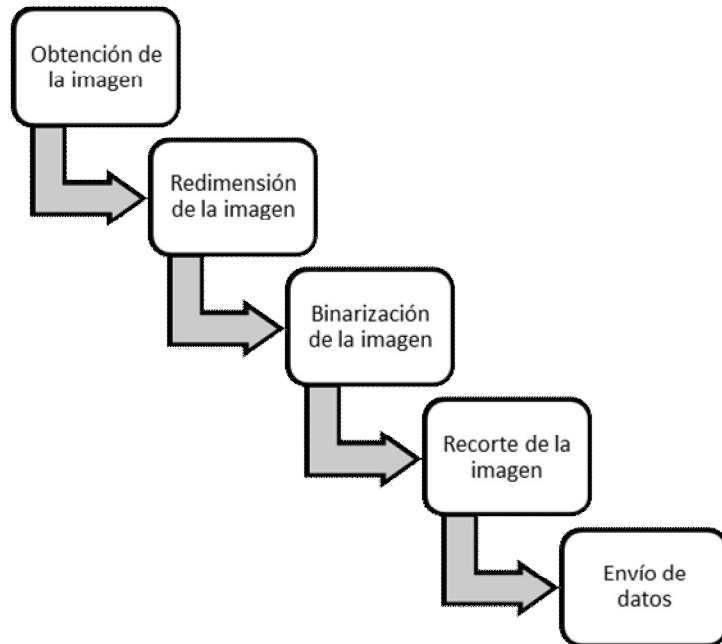 Obtención de
la imagen
Redimensión
de la imagen
Binarización
de la imagen
Recorte de la
imagen
Envío de
datos